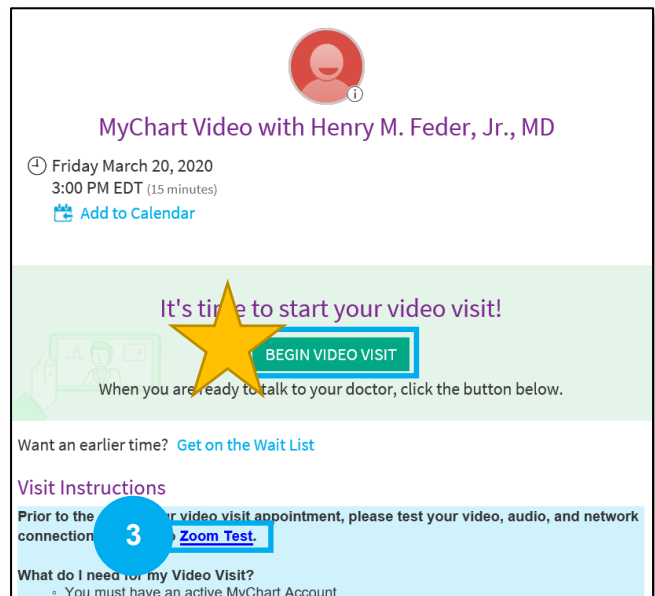 MyChart Video with Henry M. Feder, Jr., MD
Friday March 20, 2020
3:00 PM EDT (15 minutes)
Add to Calendar
It's to start your video visit!
BEGIN VIDEO VISIT
When you are ready to talk to your doctor, click the button below.
Want an earlier time? Get on the Wait List
Visit Instructions
Prior to the video visit appointment, please test your video, audio, and network
connection Zoom Test.
3
What do I need for my Video Visit?
◦ You must have an active MyChart Account